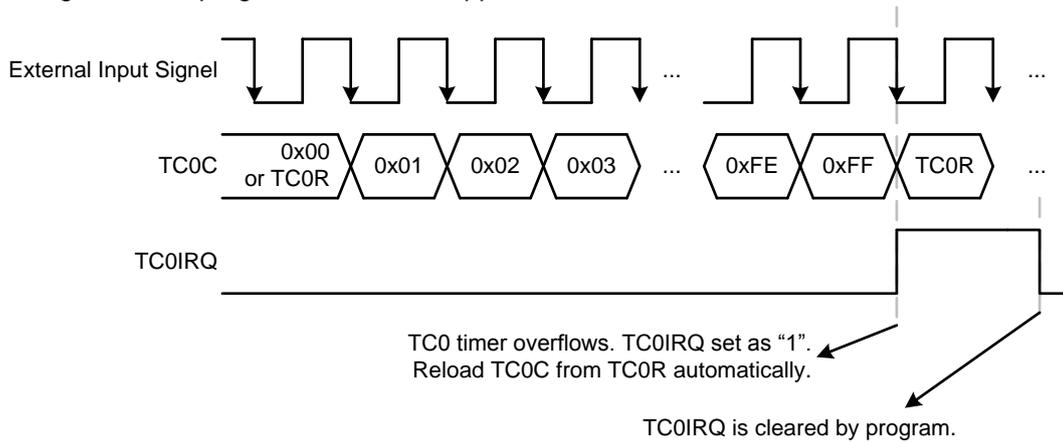 External Input Signel
...
...
TC0C
0x00
or TC0R
0x01
0x02
0x03
...
0xFE
0xFF
TC0R
...
TC0IRQ
TC0 timer overflows. TC0IRQ set as “1”.
Reload TC0C from TC0R automatically.
TC0IRQ is cleared by program.